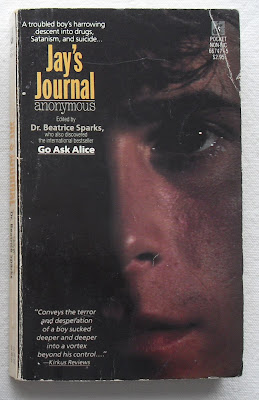 A troubled boy's harrowing
descent into drugs,
Satanism, and suicide...
Jay's
Journal
anonymous
Edited by
Dr. Beatrice Sparks,
who also discovered
the international bestseller
Go Ask Alice
POCKET
NON-FIC
$2.95
"Conveys the terror
and desperation
of a boy sucked
deeper and deeper
into a vortex
beyond his control...."
—Kirkus Reviews